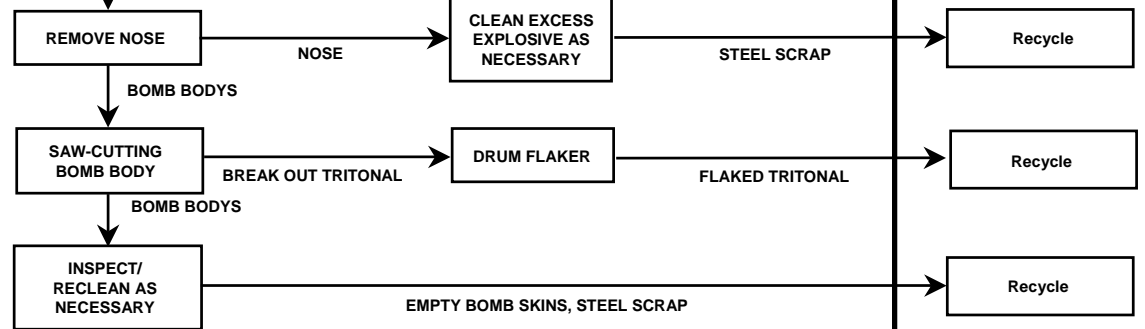 REMOVE NOSE
NOSE
CLEAN EXCESS
EXPLOSIVE AS
NECESSARY
STEEL SCRAP
Recycle
BOMB BODYS
SAW-CUTTING
BOMB BODY
BREAK OUT TRITONAL
DRUM FLAKER
FLAKED TRITONAL
Recycle
BOMB BODYS
INSPECT/
RECLEAN AS
NECESSARY
EMPTY BOMB SKINS, STEEL SCRAP
Recycle